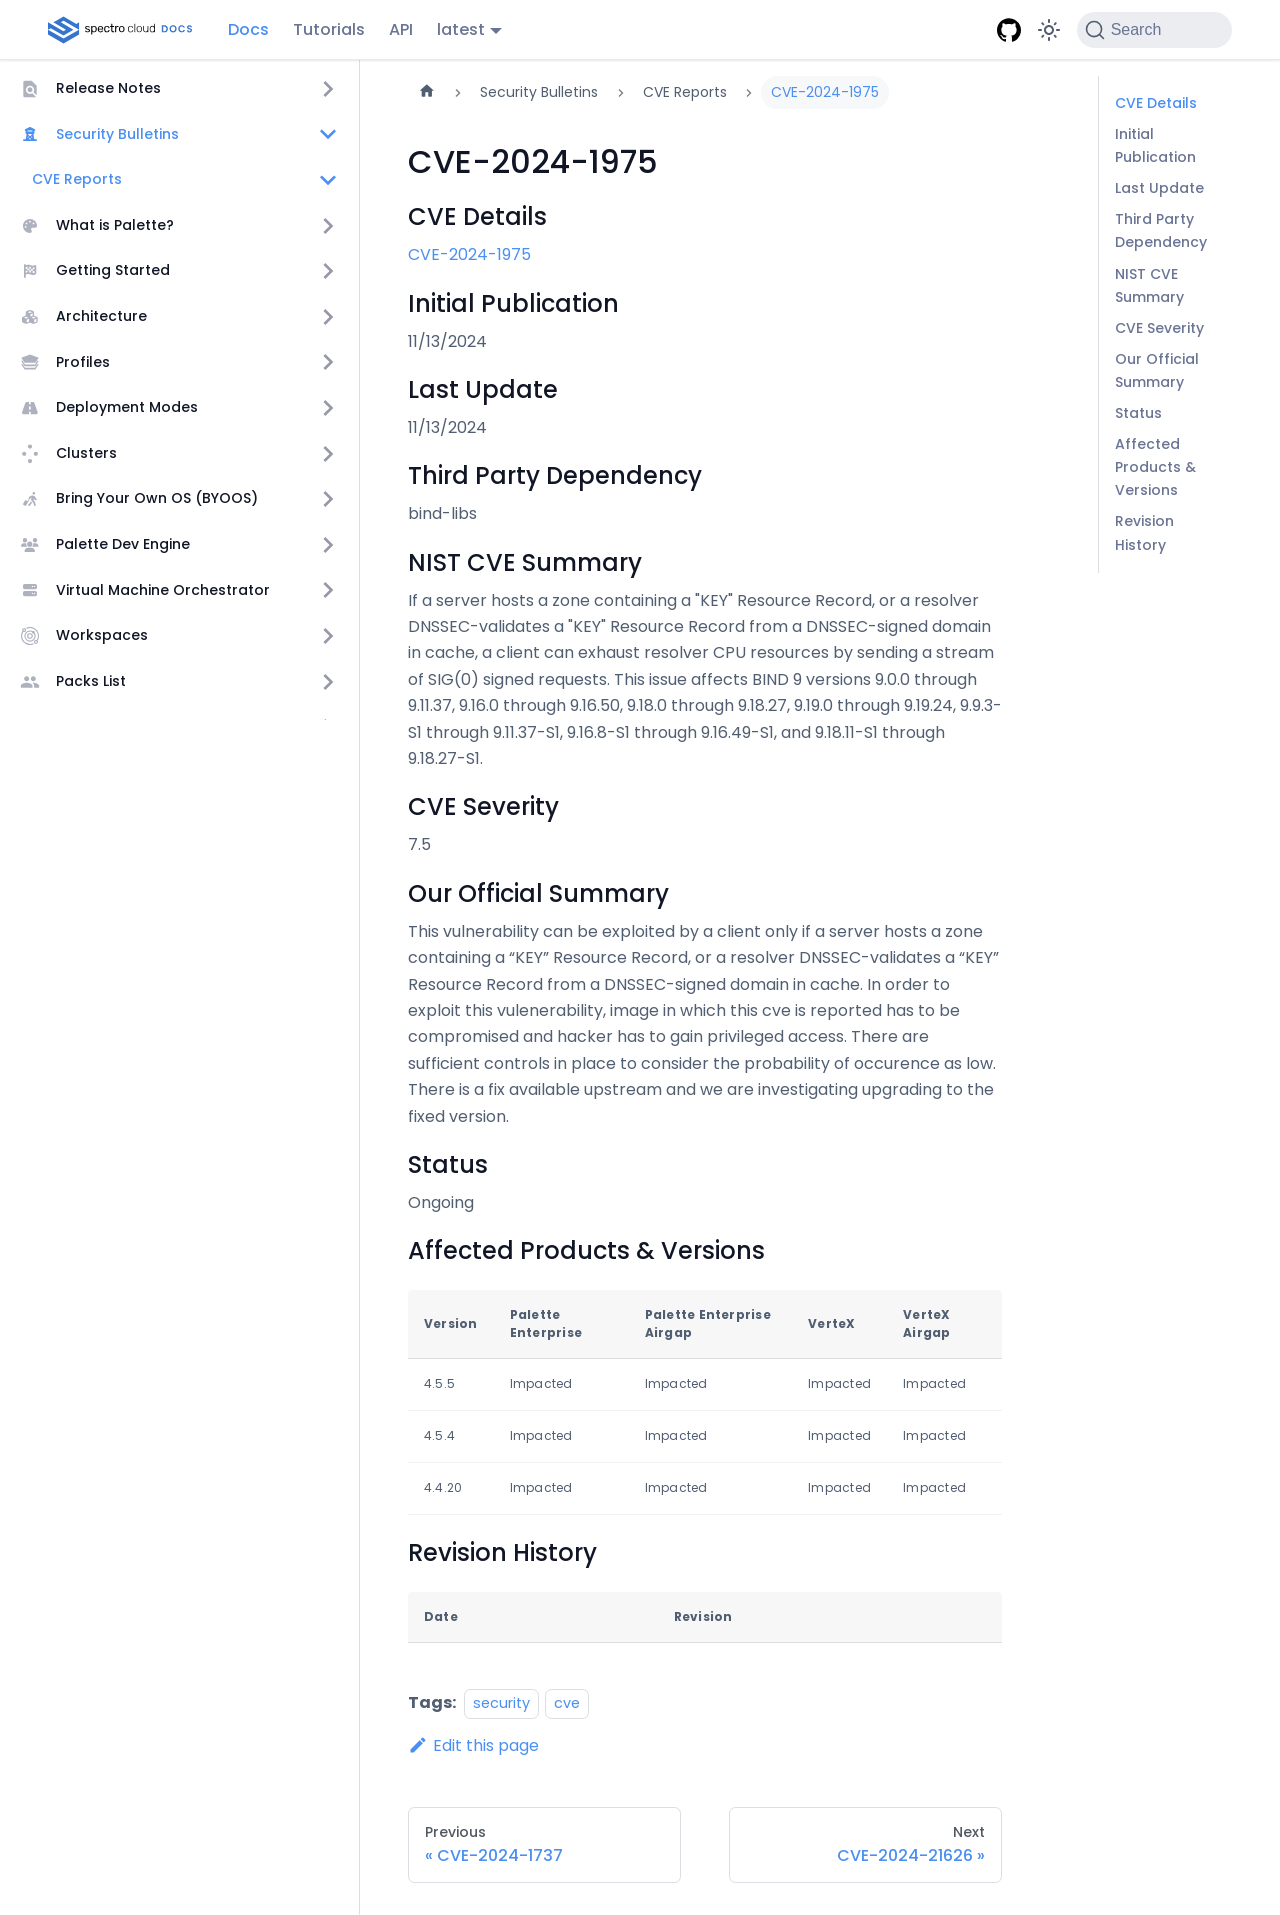 spectro cloud DOCS
Docs
Tutorials
API
latest
Search
Release Notes
Security Bulletins
CVE Reports
What is Palette?
Getting Started
Architecture
Profiles
Deployment Modes
Clusters
Bring Your Own OS (BYOOS)
Palette Dev Engine
Virtual Machine Orchestrator
Workspaces
Packs List
Security Bulletins
CVE Reports
CVE-2024-1975
CVE-2024-1975
CVE Details
CVE-2024-1975
Initial Publication
11/13/2024
Last Update
11/13/2024
Third Party Dependency
bind-libs
NIST CVE Summary
If a server hosts a zone containing a "KEY" Resource Record, or a resolver
DNSSEC-validates a "KEY" Resource Record from a DNSSEC-signed domain
in cache, a client can exhaust resolver CPU resources by sending a stream
of SIG(0) signed requests. This issue affects BIND 9 versions 9.0.0 through
9.11.37, 9.16.0 through 9.16.50, 9.18.0 through 9.18.27, 9.19.0 through 9.19.24, 9.9.3-
S1 through 9.11.37-S1, 9.16.8-S1 through 9.16.49-S1, and 9.18.11-S1 through
9.18.27-S1.
CVE Severity
7.5
Our Official Summary
This vulnerability can be exploited by a client only if a server hosts a zone
containing a “KEY” Resource Record, or a resolver DNSSEC-validates a “KEY”
Resource Record from a DNSSEC-signed domain in cache. In order to
exploit this vulenerability, image in which this cve is reported has to be
compromised and hacker has to gain privileged access. There are
sufficient controls in place to consider the probability of occurence as low.
There is a fix available upstream and we are investigating upgrading to the
fixed version.
Status
Ongoing
Affected Products & Versions
Version Palette Enterprise Palette Enterprise Airgap VerteX VerteX Airgap
4.5.5 Impacted Impacted Impacted Impacted
4.5.4 Impacted Impacted Impacted Impacted
4.4.20 Impacted Impacted Impacted Impacted
Revision History
Date Revision
Tags: security cve
Edit this page
Previous
« CVE-2024-1737
Next
CVE-2024-21626 »
CVE Details
Initial
Publication
Last Update
Third Party
Dependency
NIST CVE
Summary
CVE Severity
Our Official
Summary
Status
Affected
Products &
Versions
Revision
History